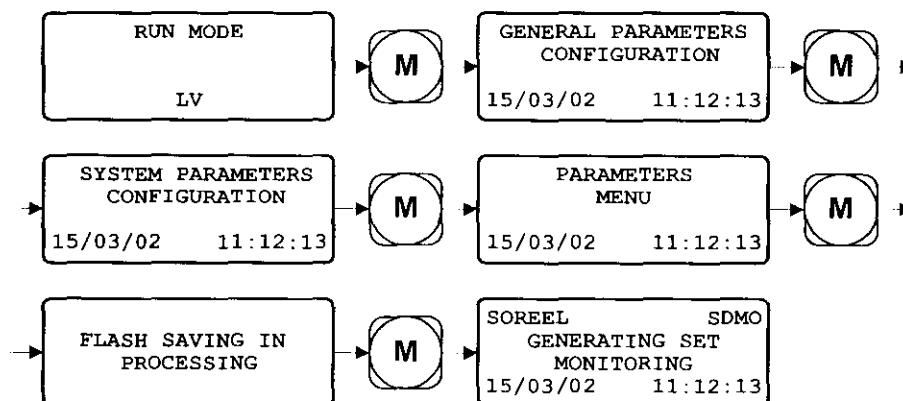 RUN MODE
LV
M
GENERAL PARAMETERS
CONFIGURATION
15/03/02 11:12:13
M
SYSTEM PARAMETERS
CONFIGURATION
15/03/02 11:12:13
M
PARAMETERS
MENU
15/03/02 11:12:13
M
FLASH SAVING IN
PROCESSING
M
SOREEL SDMO
GENERATING SET
MONITORING
15/03/02 11:12:13